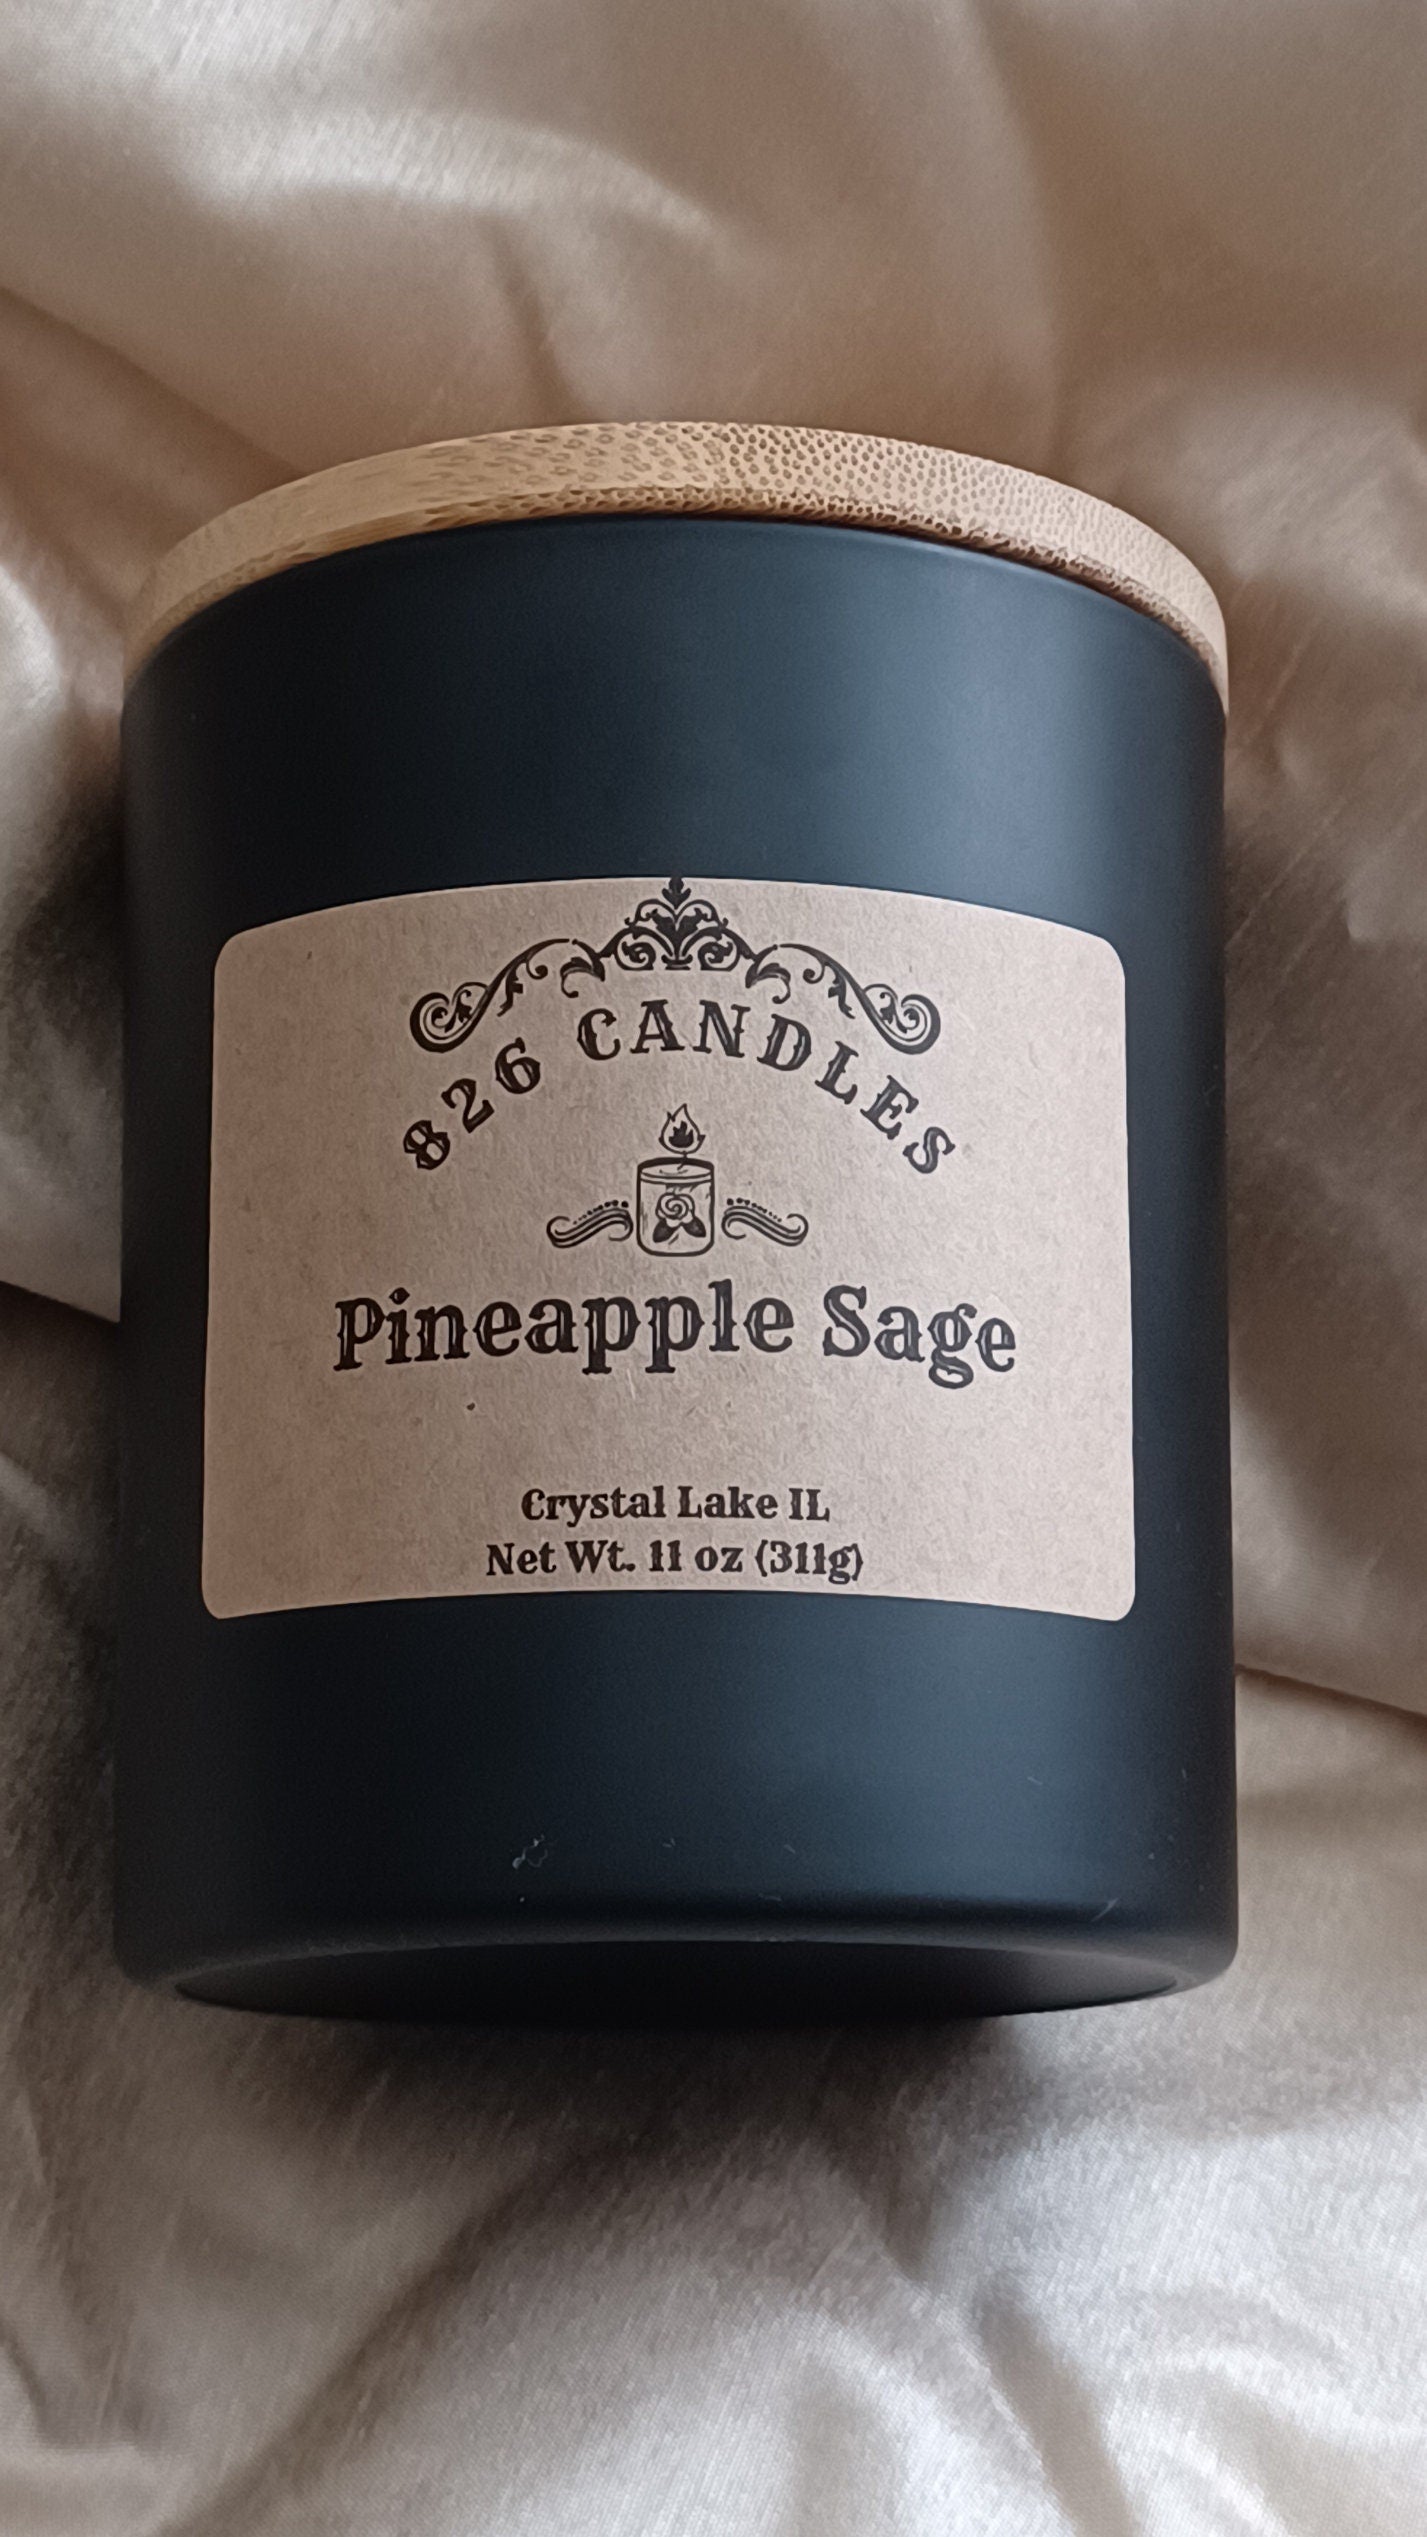 826 CANDLES
Pineapple Sage
Crystal Lake IL
Net Wt. 11 oz (311g)